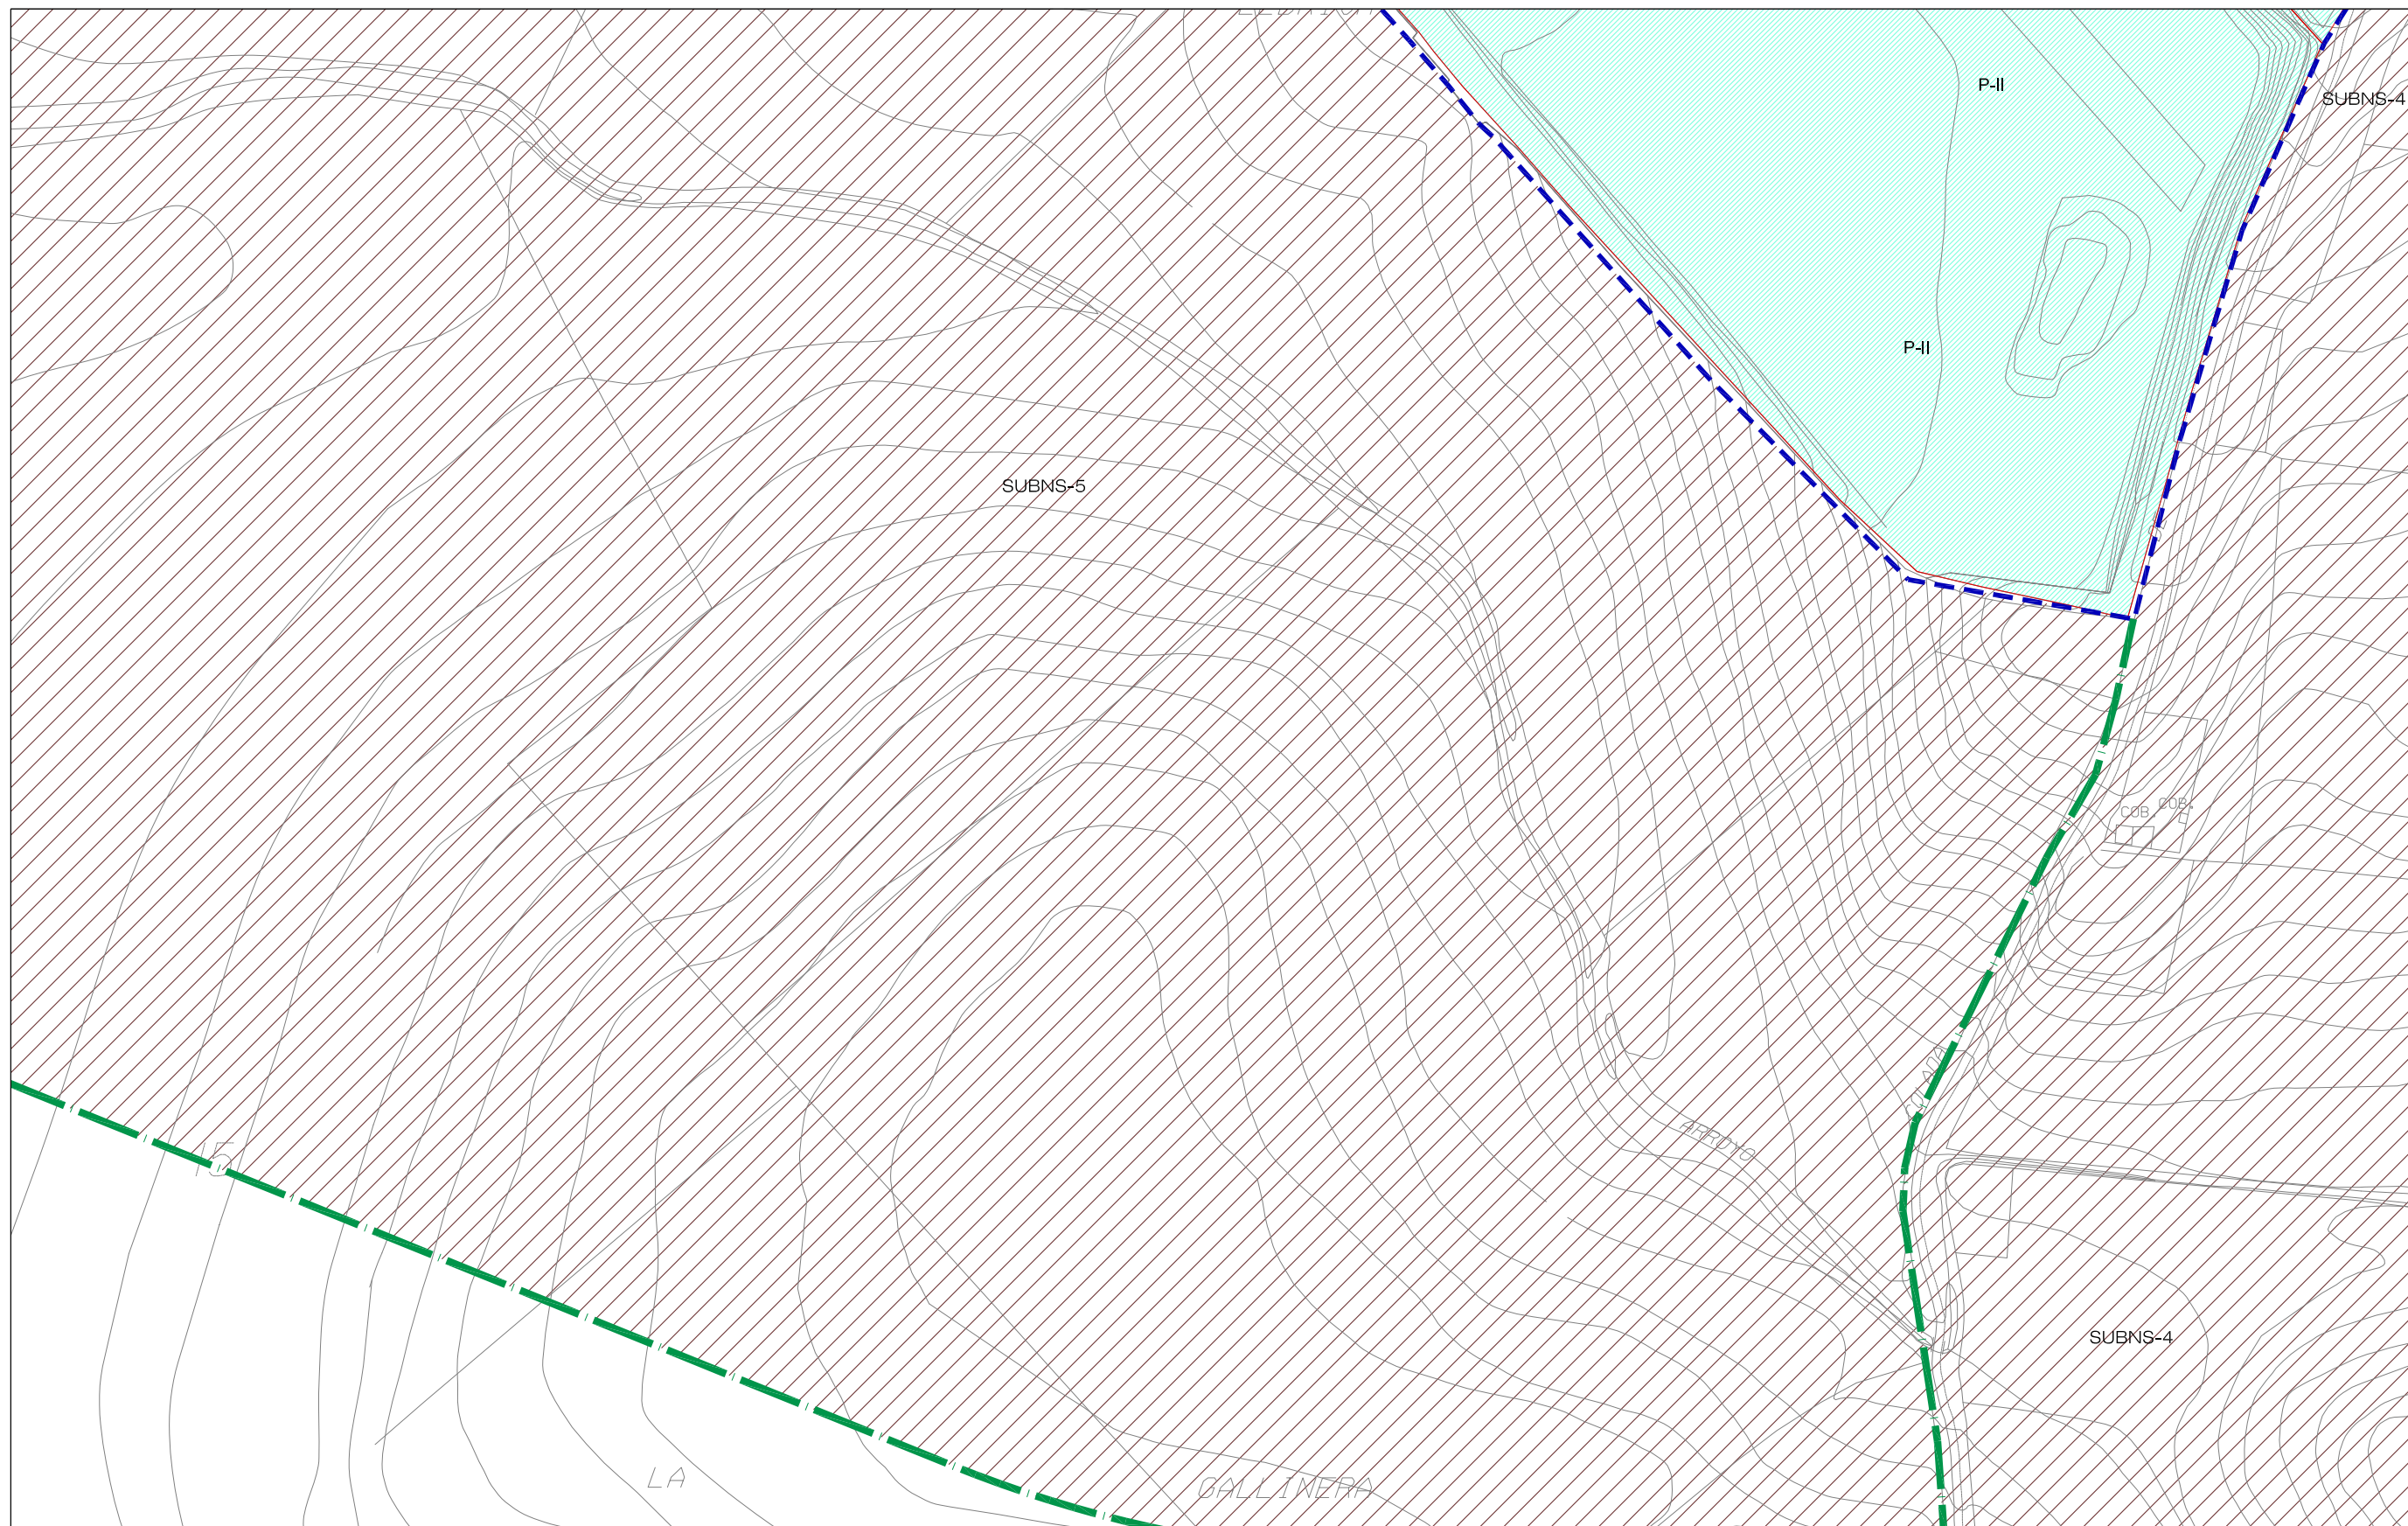 P-II
SUBNS-4
P-II
SUBNS-5
COB. COB.
ARROYO
LA
GALLINERA
SUBNS-4